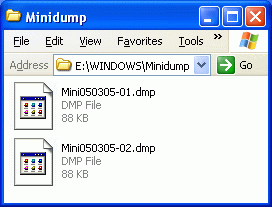 Minidump
File Edit View Favorites Tools »
Address E:\WINDOWS\Minidump Go
Mini050305-01.dmp
DMP File
88 KB
Mini050305-02.dmp
DMP File
88 KB